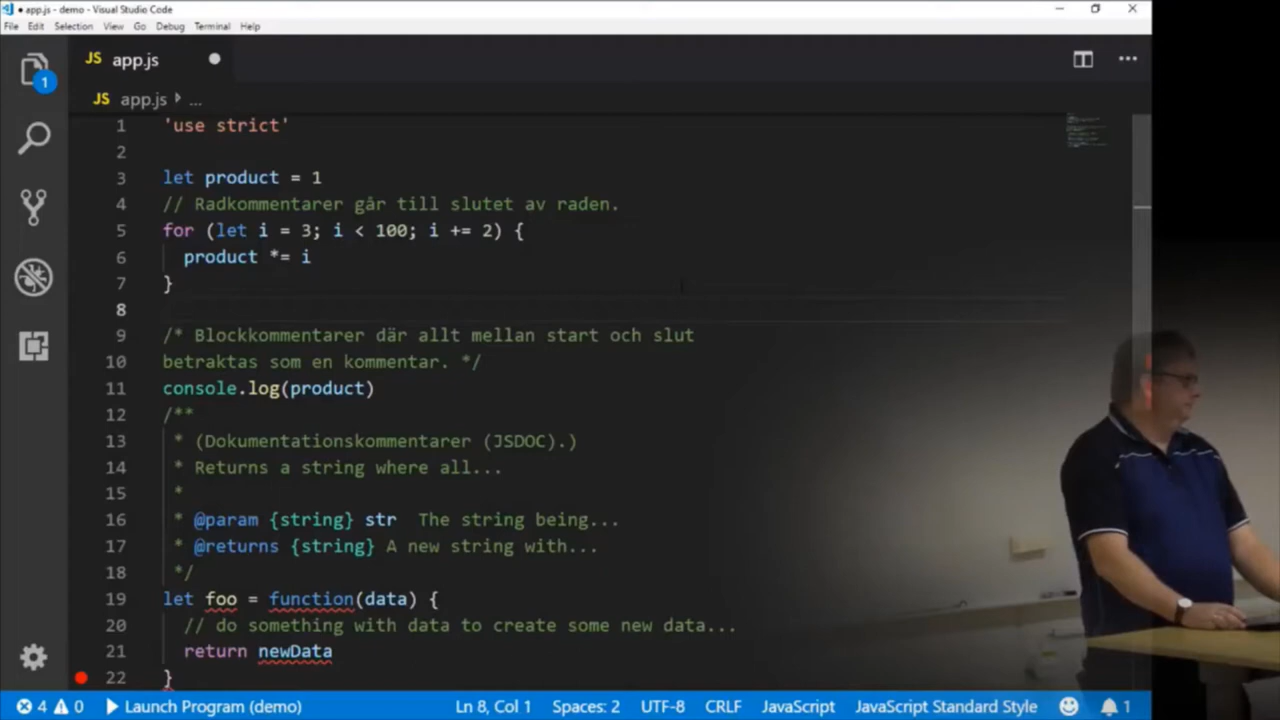 ● app.js - demo - Visual Studio Code
File Edit Selection View Go Debug Terminal Help
JS app.js ●
1
JS app.js ...
1 'use strict'
2
3 let product = 1
4 // Radkommentarer går till slutet av raden.
5 for (let i = 3; i < 100; i += 2) {
6 product *= i
7 }
8
9 /* Blockkommentarer där allt mellan start och slut
10 betraktas som en kommentar. */
11 console.log(product)
12 /**
13 * (Dokumentationskommentarer (JSDOC).)
14 * Returns a string where all...
15 *
16 * @param {string} str The string being...
17 * @returns {string} A new string with...
18 */
19 let foo = function(data) {
20 // do something with data to create some new data...
21 return newData
22 }
4 0 Launch Program (demo) Ln 8, Col 1 Spaces: 2 UTF-8 CRLF JavaScript JavaScript Standard Style 1